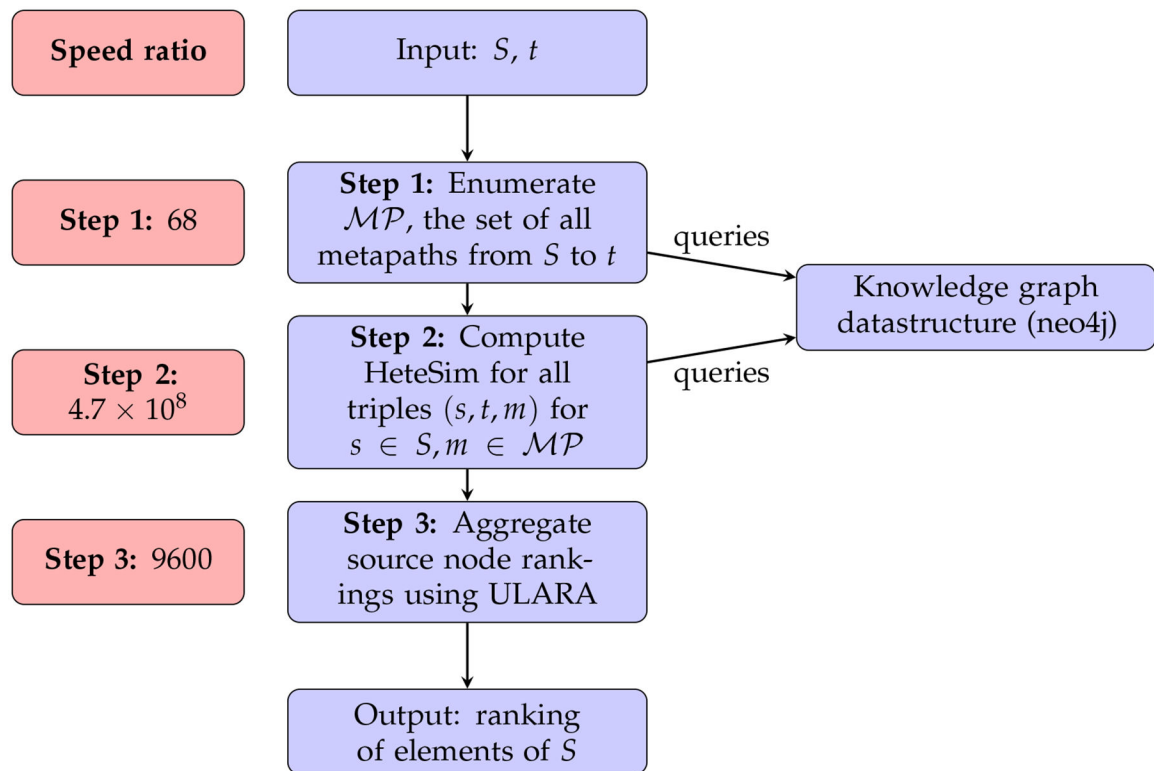 Speed ratio
Input: S, t
Step 1: 68
Step 1: Enumerate
𝓜𝓟, the set of all
metapaths from S to t
queries
Knowledge graph
datastructure (neo4j)
Step 2:
4.7 × 10⁸
Step 2: Compute
HeteSim for all
triples (s, t, m) for
s ∈ S, m ∈ 𝓜𝓟
queries
Step 3: 9600
Step 3: Aggregate
source node rank-
ings using ULARA
Output: ranking
of elements of S